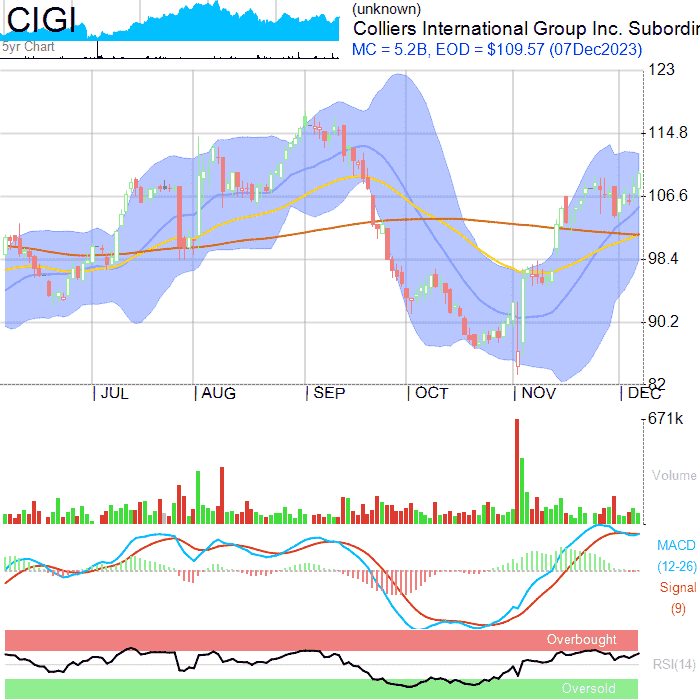 CIGI
(unknown)
Colliers International Group Inc. Subordin
5yr Chart
MC = 5.2B, EOD = $109.57 (07Dec2023)
123
114.8
106.6
98.4
90.2
82
JUL AUG SEP OCT NOV DEC
671k
Volume
MACD
(12-26)
Signal
(9)
Overbought
RSI(14)
Oversold